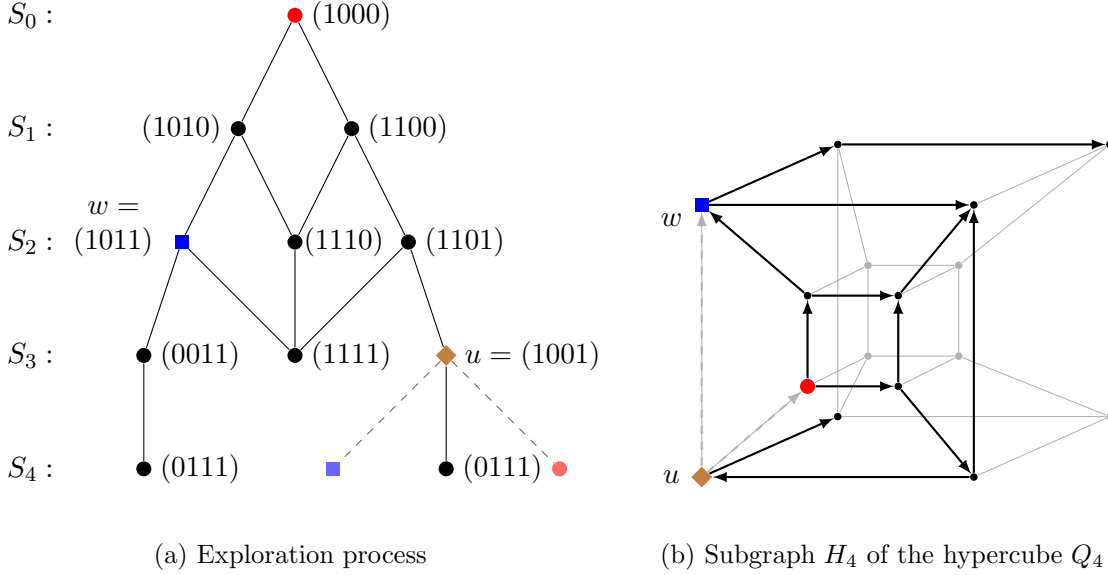 S₀ : (1000)
S₁ : (1010) (1100)
w =
S₂ : (1011) (1110) (1101)
S₃ : (0011) (1111) u = (1001)
S₄ : (0111) (0111)
(a) Exploration process
w
u
(b) Subgraph H₄ of the hypercube Q₄